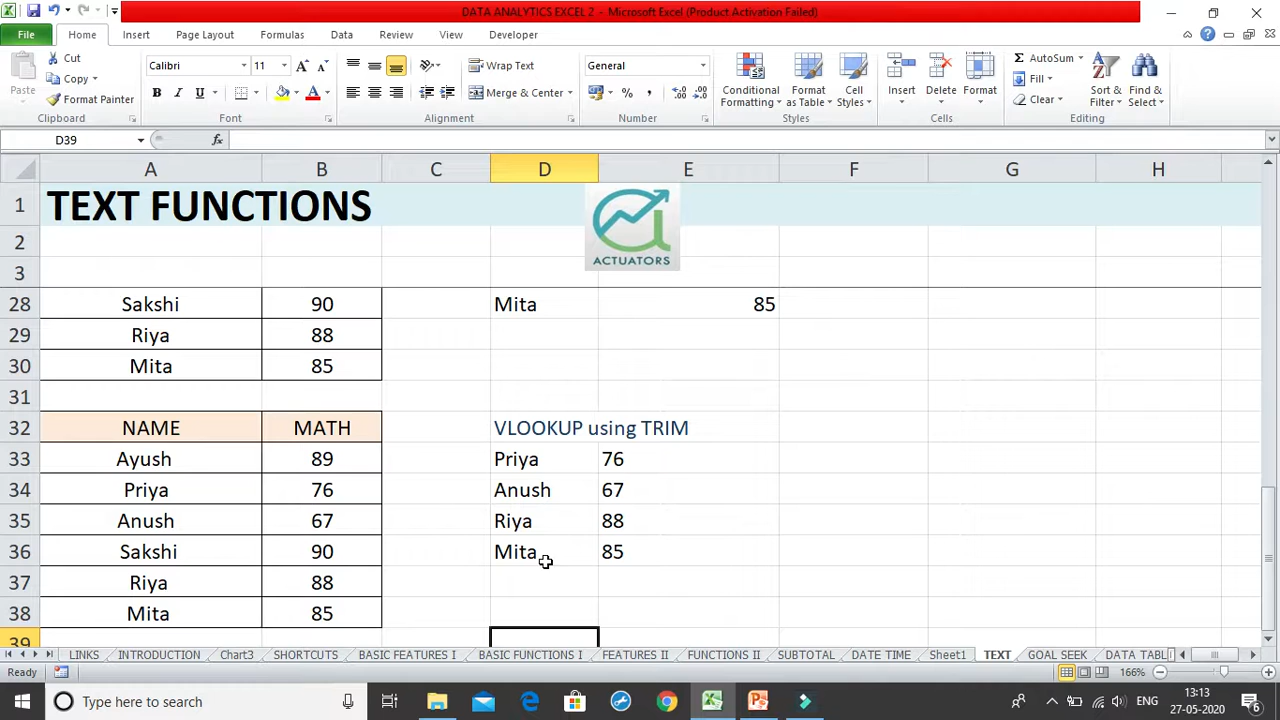 DATA ANALYTICS EXCEL 2 - Microsoft Excel (Product Activation Failed)
File Home Insert Page Layout Formulas Data Review View Developer
Cut Calibri 11 Wrap Text General AutoSum
Paste Copy Conditional Formatting Format as Table Cell Styles Insert Delete Format Fill Sort & Filter Find & Select
Format Painter B I U A Merge & Center % , Clear
Clipboard Font Alignment Number Styles Cells Editing
D39 fx
A B C D E F G H
1 TEXT FUNCTIONS
ACTUATORS
2
3
28 Sakshi 90 Mita 85
29 Riya 88
30 Mita 85
31
32 NAME MATH VLOOKUP using TRIM
33 Ayush 89 Priya 76
34 Priya 76 Anush 67
35 Anush 67 Riya 88
36 Sakshi 90 Mita 85
37 Riya 88
38 Mita 85
39
LINKS INTRODUCTION Chart3 SHORTCUTS BASIC FEATURES I BASIC FUNCTIONS I FEATURES II FUNCTIONS II SUBTOTAL DATE TIME Sheet1 TEXT GOAL SEEK DATA TABL
Ready 166%
Type here to search ENG 13:13
27-05-2020